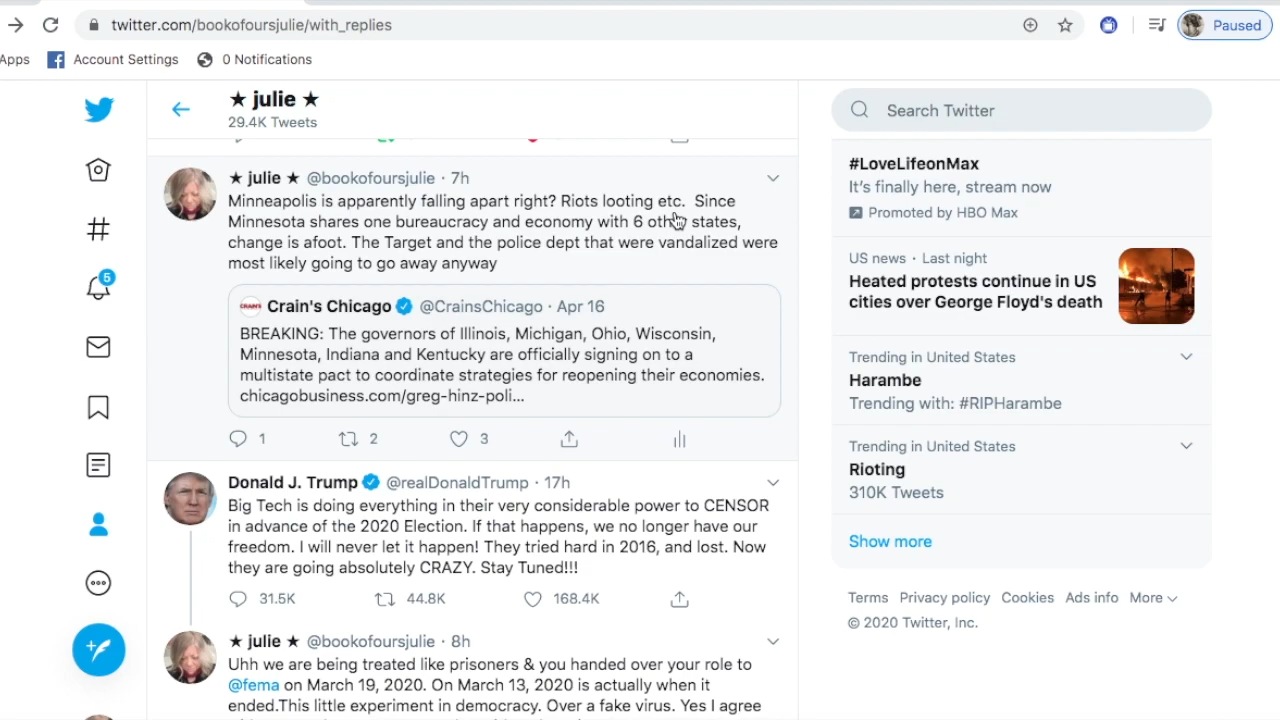 twitter.com/bookofoursjulie/with_replies
Paused
Apps Account Settings 0 Notifications
★ julie ★
29.4K Tweets
★ julie ★ @bookofoursjulie · 7h
Minneapolis is apparently falling apart right? Riots looting etc. Since
Minnesota shares one bureaucracy and economy with 6 other states,
change is afoot. The Target and the police dept that were vandalized were
most likely going to go away anyway
CRAIN'S Crain's Chicago @CrainsChicago · Apr 16
BREAKING: The governors of Illinois, Michigan, Ohio, Wisconsin,
Minnesota, Indiana and Kentucky are officially signing on to a
multistate pact to coordinate strategies for reopening their economies.
chicagobusiness.com/greg-hinz-poli...
1 2 3
Donald J. Trump @realDonaldTrump · 17h
Big Tech is doing everything in their very considerable power to CENSOR
in advance of the 2020 Election. If that happens, we no longer have our
freedom. I will never let it happen! They tried hard in 2016, and lost. Now
they are going absolutely CRAZY. Stay Tuned!!!
31.5K 44.8K 168.4K
★ julie ★ @bookofoursjulie · 8h
Uhh we are being treated like prisoners & you handed over your role to
@fema on March 19, 2020. On March 13, 2020 is actually when it
ended.This little experiment in democracy. Over a fake virus. Yes I agree
5
Search Twitter
#LoveLifeonMax
It's finally here, stream now
Promoted by HBO Max
US news · Last night
Heated protests continue in US
cities over George Floyd's death
Trending in United States
Harambe
Trending with: #RIPHarambe
Trending in United States
Rioting
310K Tweets
Show more
Terms Privacy policy Cookies Ads info More
© 2020 Twitter, Inc.